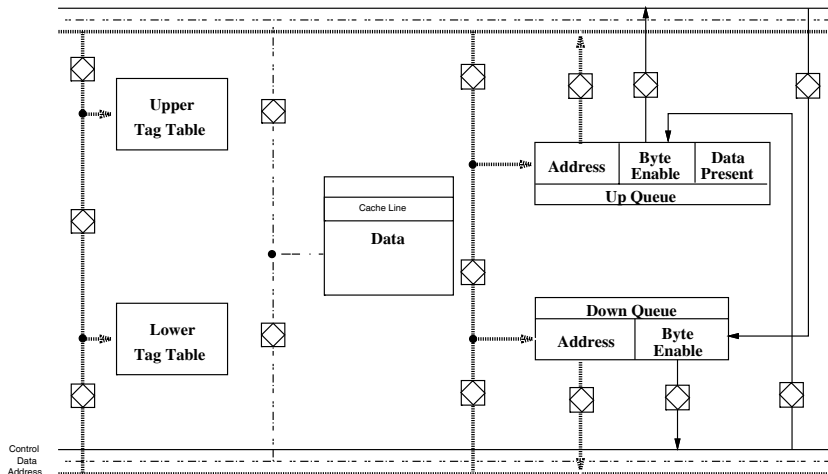 Upper
Tag Table
Address
Byte
Enable
Data
Present
Up Queue
Cache Line
Data
Lower
Tag Table
Down Queue
Address
Byte
Enable
Control
Data
Address